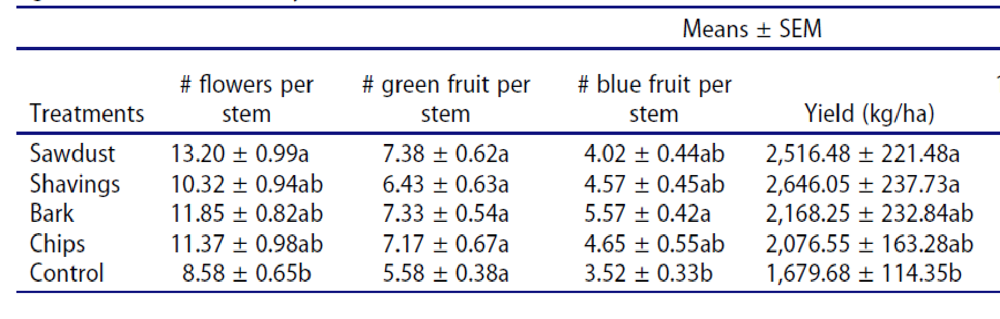 Means ± SEM
# flowers per # green fruit per # blue fruit per
Treatments stem stem stem Yield (kg/ha)
Sawdust 13.20 ± 0.99a 7.38 ± 0.62a 4.02 ± 0.44ab 2,516.48 ± 221.48a
Shavings 10.32 ± 0.94ab 6.43 ± 0.63a 4.57 ± 0.45ab 2,646.05 ± 237.73a
Bark 11.85 ± 0.82ab 7.33 ± 0.54a 5.57 ± 0.42a 2,168.25 ± 232.84ab
Chips 11.37 ± 0.98ab 7.17 ± 0.67a 4.65 ± 0.55ab 2,076.55 ± 163.28ab
Control 8.58 ± 0.65b 5.58 ± 0.38a 3.52 ± 0.33b 1,679.68 ± 114.35b